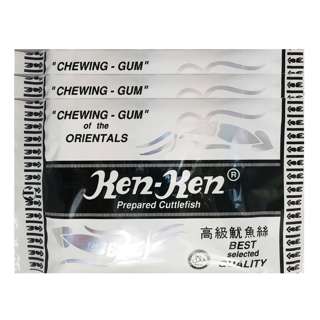 "CHEWING - GUM"
"CHEWING - GUM"
"CHEWING - GUM"
of the
ORIENTALS
Ken-Ken®
Prepared Cuttlefish
高級魷魚絲
BEST
selected
QUALITY